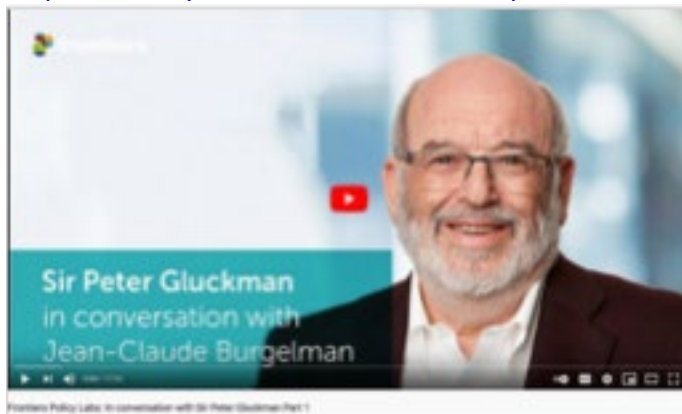 frontiers
Sir Peter Gluckman
in conversation with
Jean-Claude Burgelman
Frontiers Policy Labs: In conversation with Sir Peter Gluckman Part 1